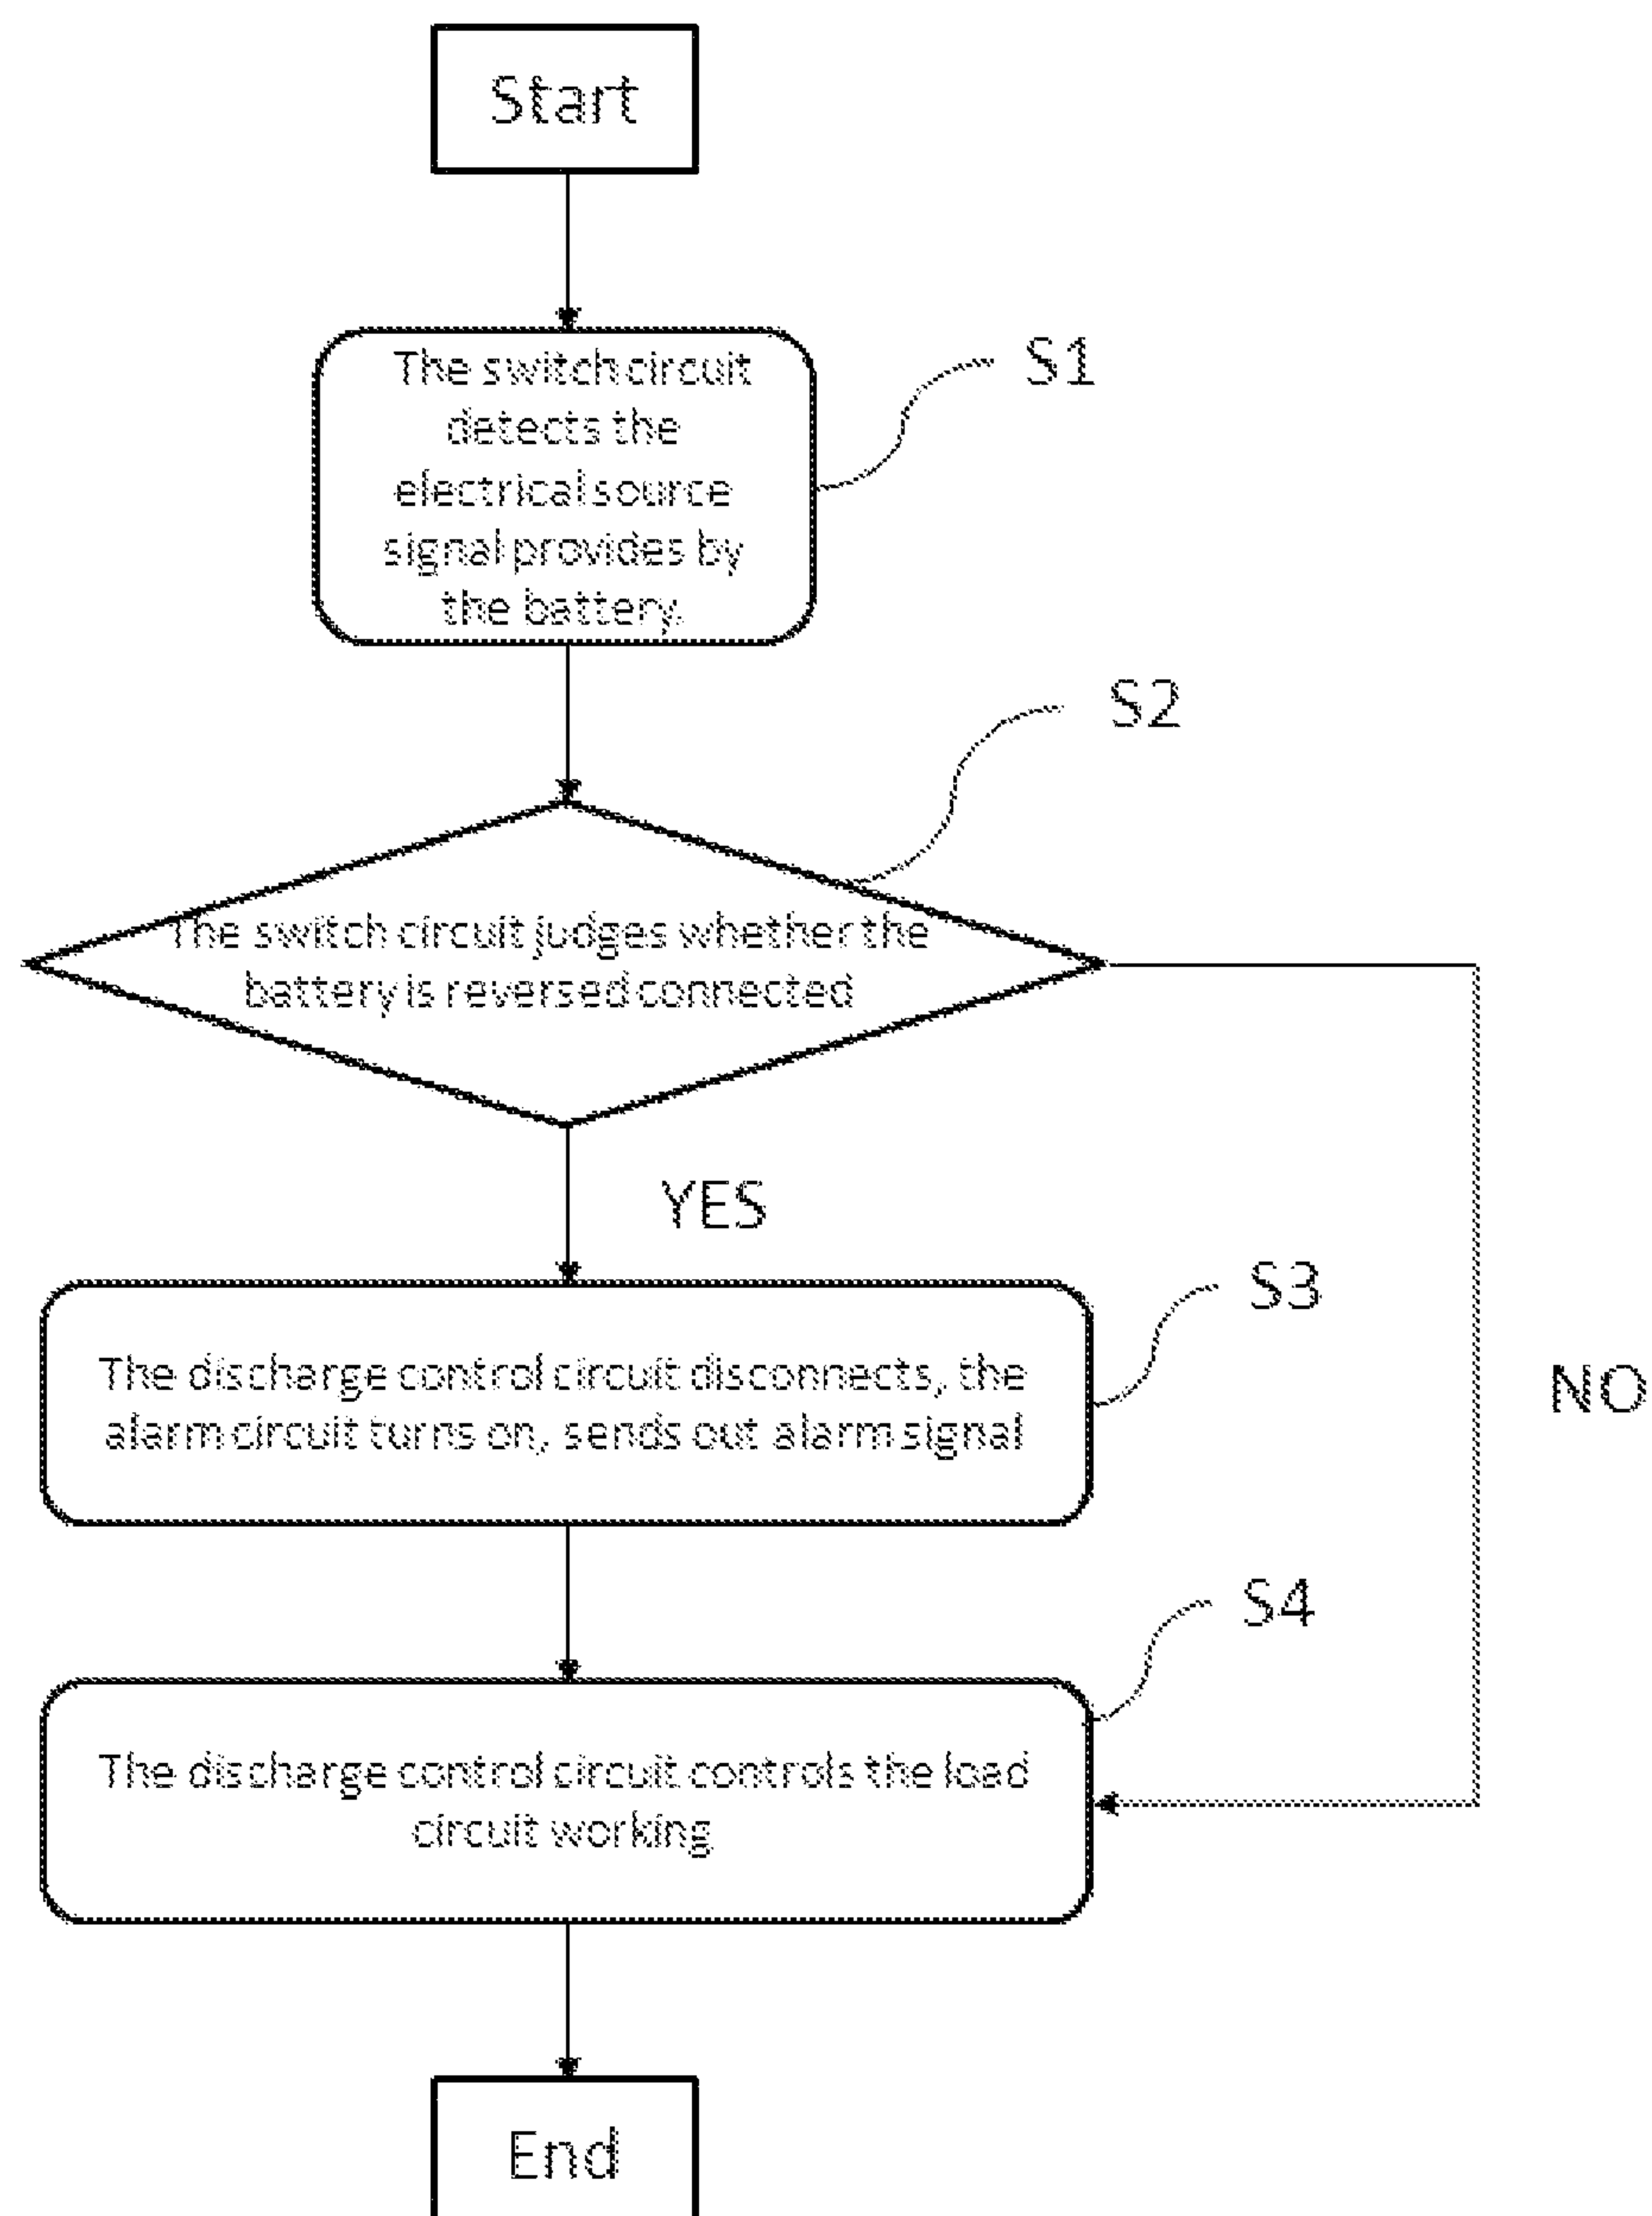 Start
The switch circuit
detects the
electrical source
signal provides by
the battery.
S1
S2
The switch circuit judges whether the
battery is reversed connected
YES
S3
The discharge control circuit disconnects, the
alarm circuit turns on, sends out alarm signal
NO
S4
The discharge control circuit controls the load
circuit working
End